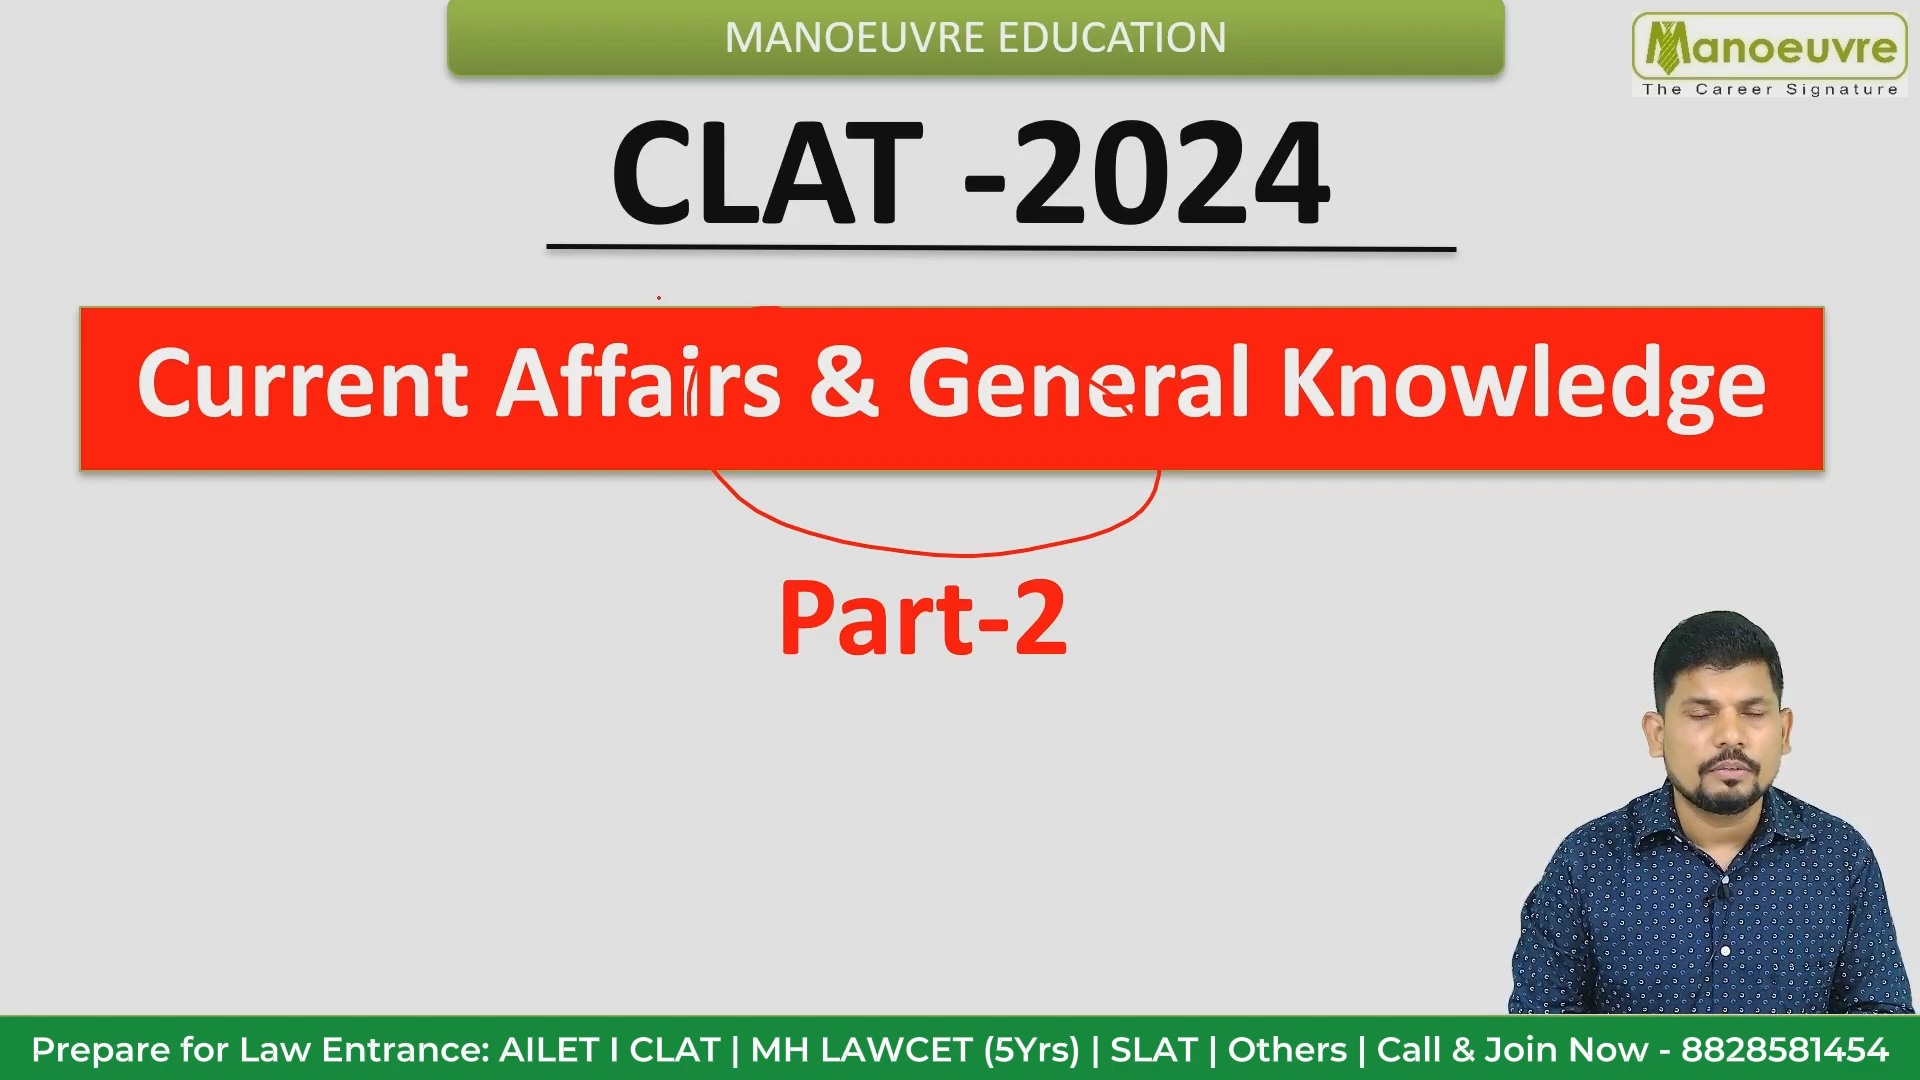 MANOEUVRE EDUCATION
Manoeuvre
The Career Signature
CLAT -2024
Current Affairs & General Knowledge
Part-2
Prepare for Law Entrance: AILET I CLAT | MH LAWCET (5Yrs) | SLAT | Others | Call & Join Now - 8828581454